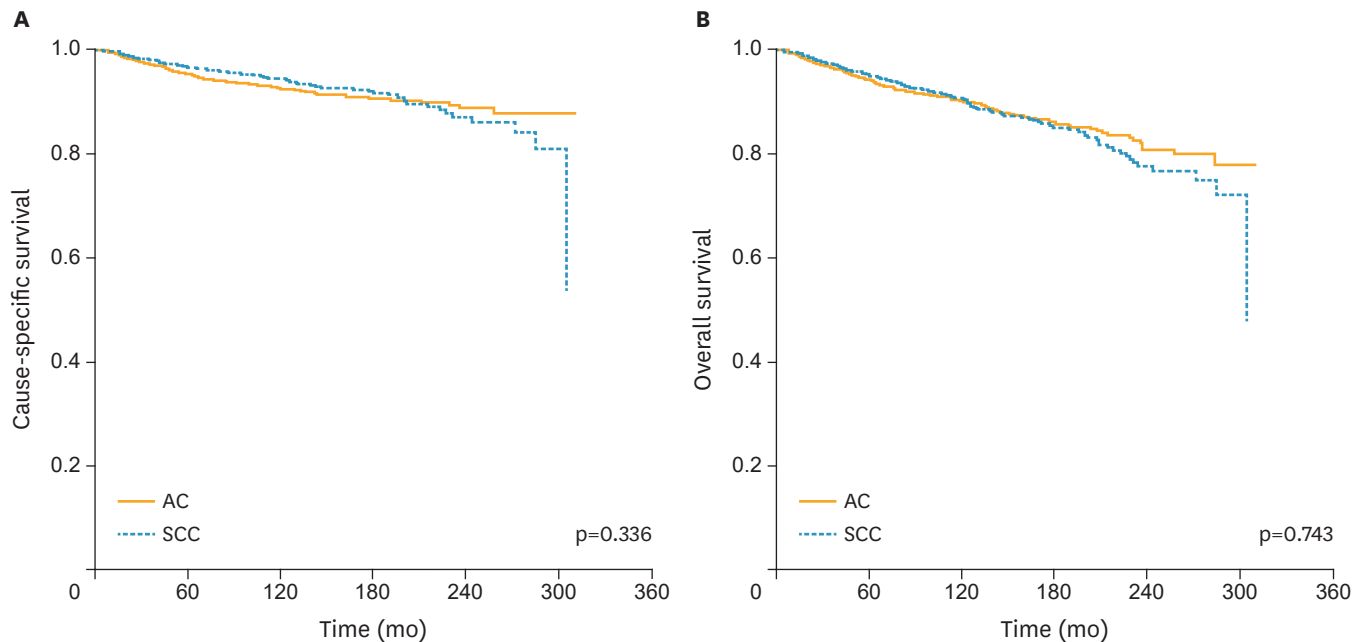 A
Cause-specific survival
1.0
0.8
0.6
0.4
0.2
AC
SCC
p=0.336
0 60 120 180 240 300 360
Time (mo)
B
Overall survival
1.0
0.8
0.6
0.4
0.2
AC
SCC
p=0.743
0 60 120 180 240 300 360
Time (mo)